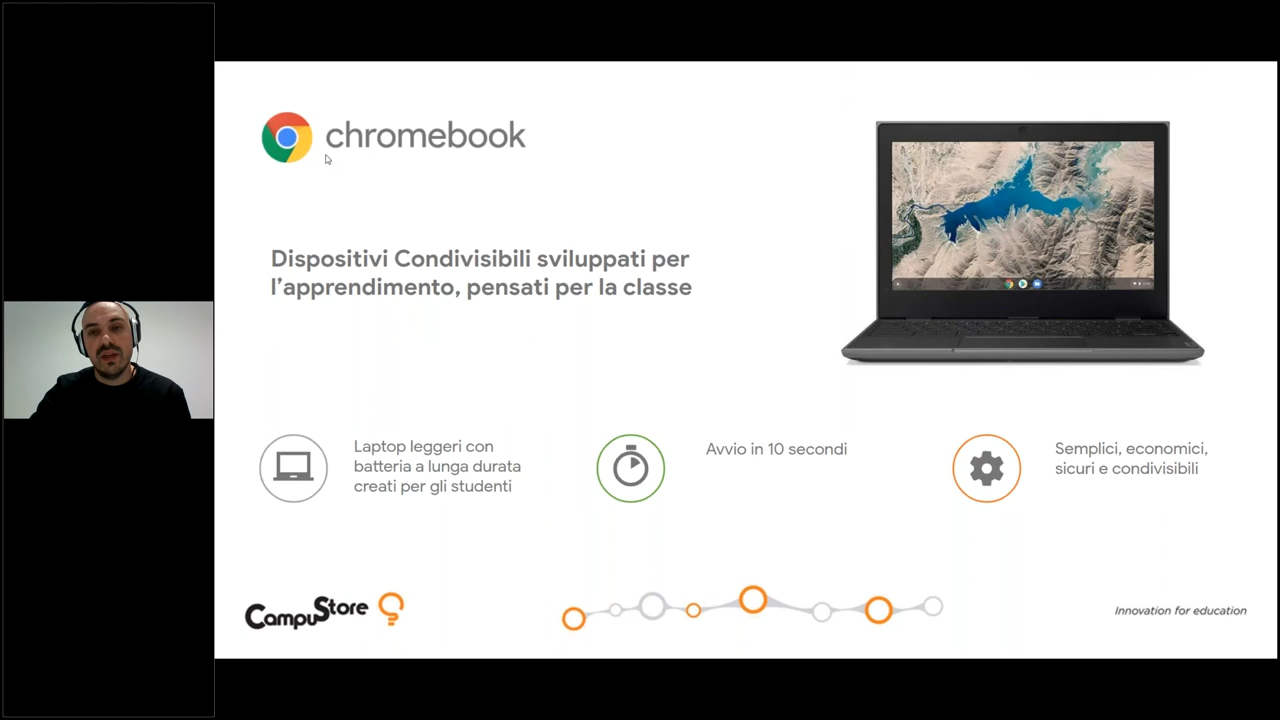 chromebook
Dispositivi Condivisibili sviluppati per
l'apprendimento, pensati per la classe
Laptop leggeri con
batteria a lunga durata
creati per gli studenti
Avvio in 10 secondi
Semplici, economici,
sicuri e condivisibili
CampuStore
Innovation for education